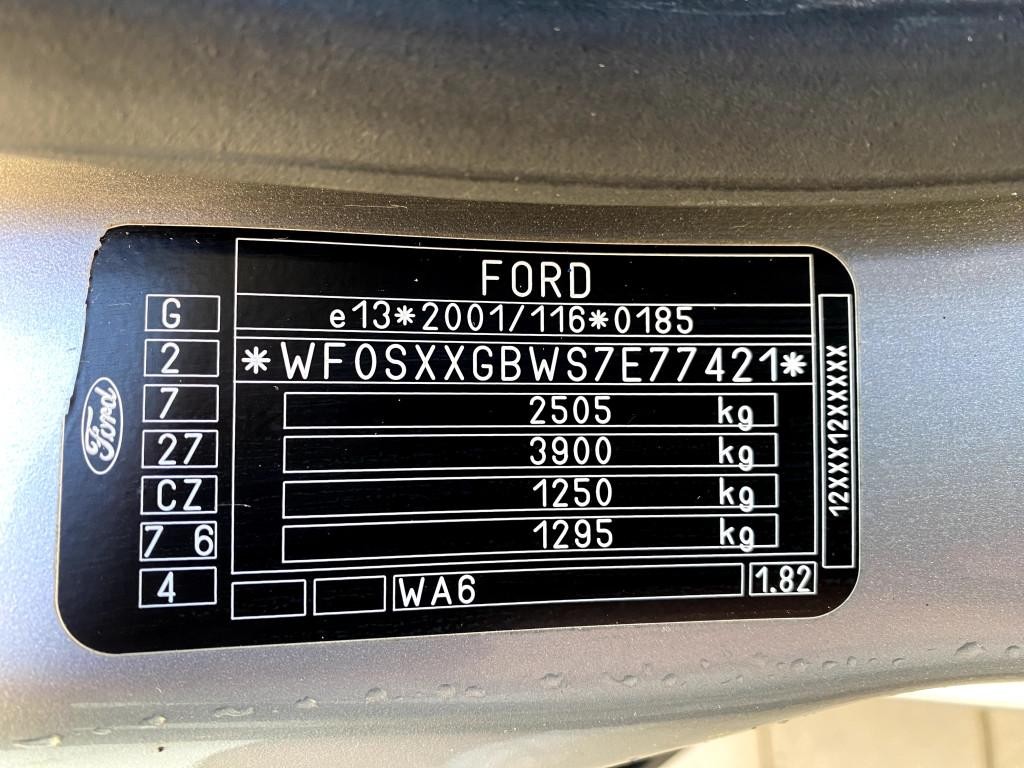 FORD
e13*2001/116*0185
*WF0SXXGBWS7E77421*
2505 kg
3900 kg
1250 kg
1295 kg
WA6
1.82
G
2
7
27
CZ
7 6
4
Ford
12XXX12XXXXX